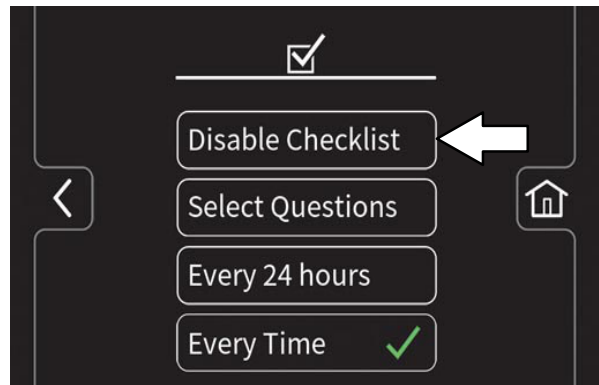 Disable Checklist
Select Questions
Every 24 hours
Every Time